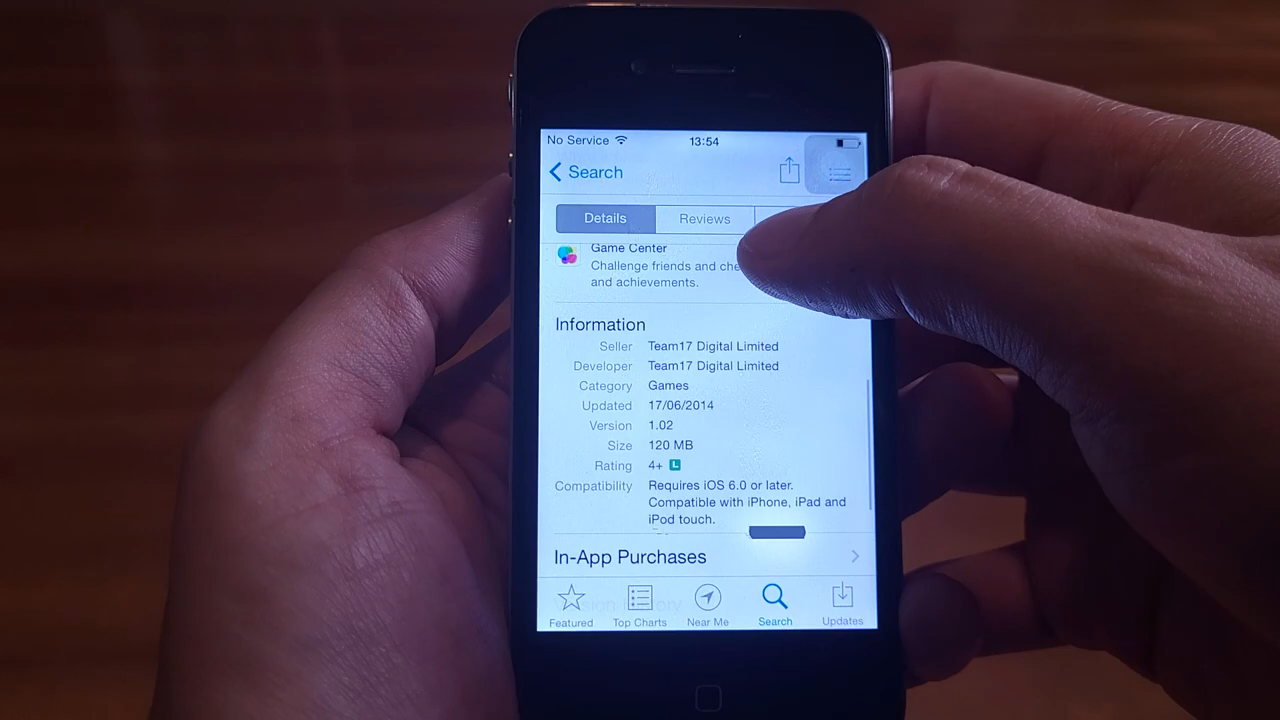 No Service 13:54
Search
Details Reviews
Game Center
Challenge friends and
and achievements.
Information
Seller Team17 Digital Limited
Developer Team17 Digital Limited
Category Games
Updated 17/06/2014
Version 1.02
Size 120 MB
Rating 4+ L
Compatibility Requires iOS 6.0 or later.
Compatible with iPhone, iPad and
iPod touch.
In-App Purchases
Featured Top Charts Near Me Search Updates